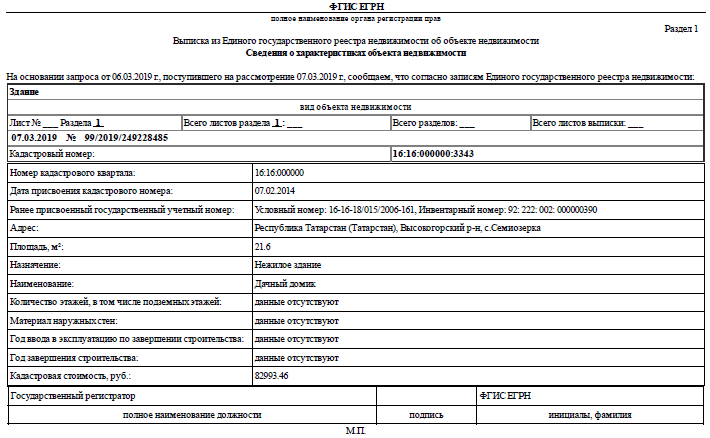 ФГИС ЕГРН
полное наименование органа регистрации прав
Раздел 1
Выписка из Единого государственного реестра недвижимости об объекте недвижимости
Сведения о характеристиках объекта недвижимости
На основании запроса от 06.03.2019 г., поступившего на рассмотрение 07.03.2019 г., сообщаем, что согласно записям Единого государственного реестра недвижимости:
Здание
вид объекта недвижимости
Лист № ___ Раздела 1 Всего листов раздела 1 : ___ Всего разделов: ___ Всего листов выписки: ___
07.03.2019 № 99/2019/249228485
Кадастровый номер: 16:16:000000:3343
Номер кадастрового квартала: 16:16:000000
Дата присвоения кадастрового номера: 07.02.2014
Ранее присвоенный государственный учетный номер: Условный номер: 16-16-18/015/2006-161, Инвентарный номер: 92: 222: 002: 000000390
Адрес: Республика Татарстан (Татарстан), Высокогорский р-н, с.Семиозерка
Площадь, м²: 21.6
Назначение: Нежилое здание
Наименование: Дачный домик
Количество этажей, в том числе подземных этажей: данные отсутствуют
Материал наружных стен: данные отсутствуют
Год ввода в эксплуатацию по завершении строительства: данные отсутствуют
Год завершения строительства: данные отсутствуют
Кадастровая стоимость, руб.: 82993.46
Государственный регистратор ФГИС ЕГРН
полное наименование должности подпись инициалы, фамилия
М.П.